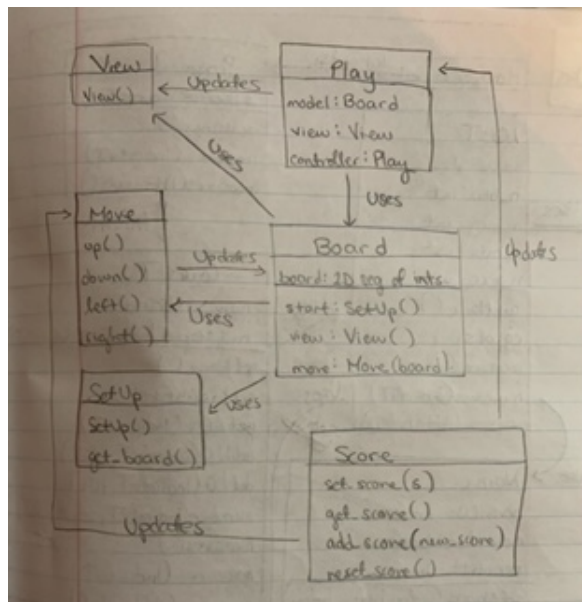 View
View()
Updates
Play
model: Board
view: View
controller: Play
Uses
Uses
Updates
Move
up()
down()
left()
right()
Updates
Uses
Board
board: 2D seq of ints
start: SetUp()
view: View()
move: Move(board)
Uses
SetUp
SetUp()
get_board()
Score
set_score(s)
get_score()
add_score(new_score)
reset_score()
Updates